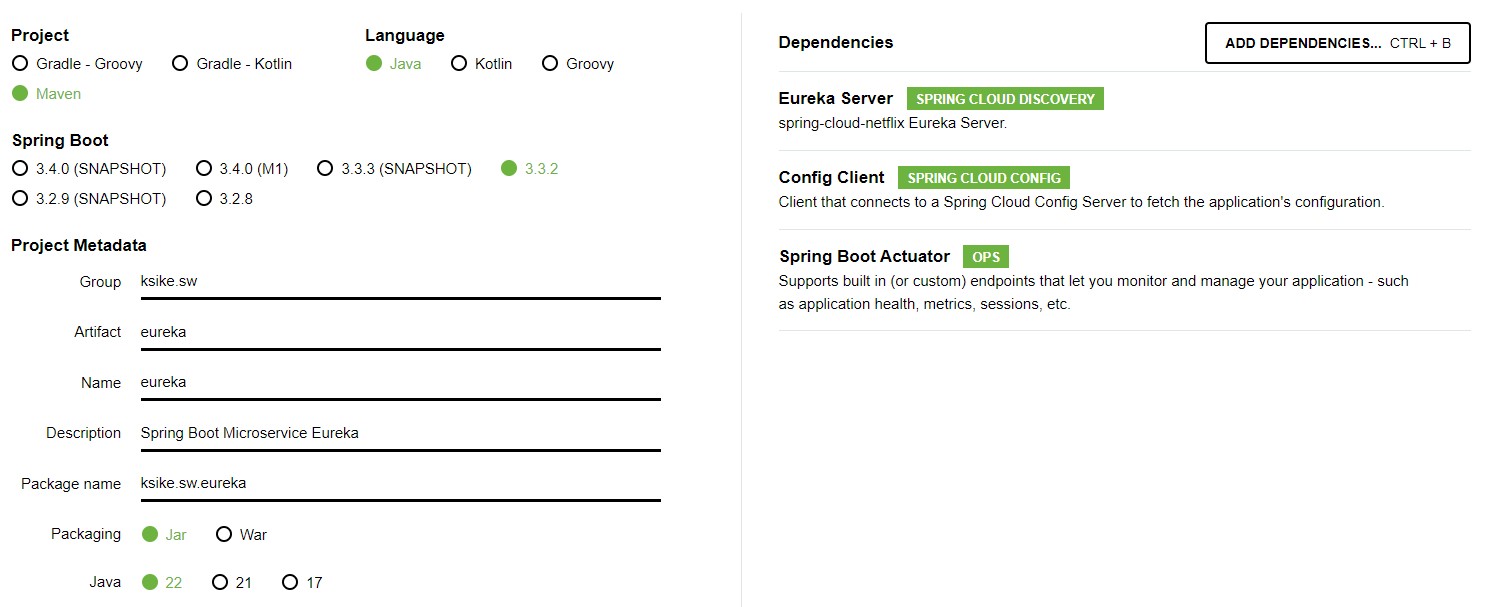 Project
Gradle - Groovy Gradle - Kotlin
Maven
Language
Java Kotlin Groovy
Spring Boot
3.4.0 (SNAPSHOT) 3.4.0 (M1) 3.3.3 (SNAPSHOT) 3.3.2
3.2.9 (SNAPSHOT) 3.2.8
Project Metadata
Group ksike.sw
Artifact eureka
Name eureka
Description Spring Boot Microservice Eureka
Package name ksike.sw.eureka
Packaging Jar War
Java 22 21 17
Dependencies ADD DEPENDENCIES... CTRL + B
Eureka Server SPRING CLOUD DISCOVERY
spring-cloud-netflix Eureka Server.
Config Client SPRING CLOUD CONFIG
Client that connects to a Spring Cloud Config Server to fetch the application's configuration.
Spring Boot Actuator OPS
Supports built in (or custom) endpoints that let you monitor and manage your application - such
as application health, metrics, sessions, etc.